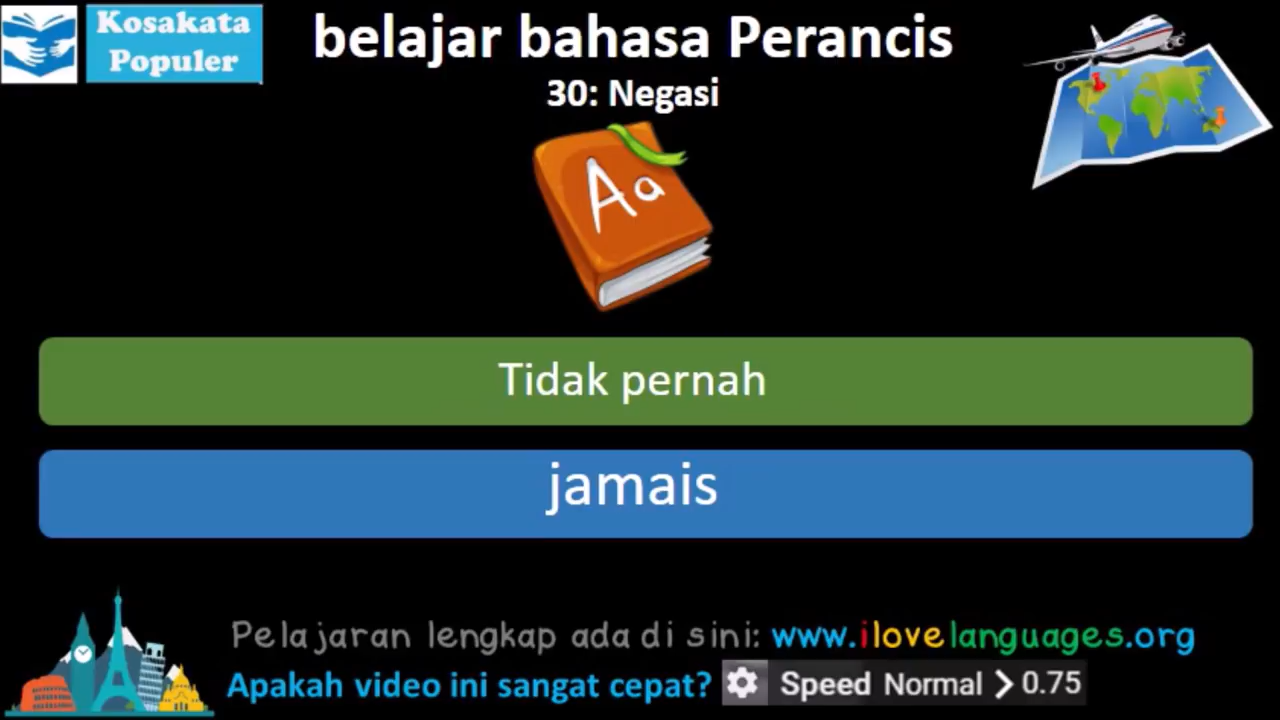 Kosakata
Populer
belajar bahasa Perancis
30: Negasi
Aa
Tidak pernah
jamais
Pelajaran lengkap ada di sini: www.ilovelanguages.org
Apakah video ini sangat cepat? Speed Normal > 0.75